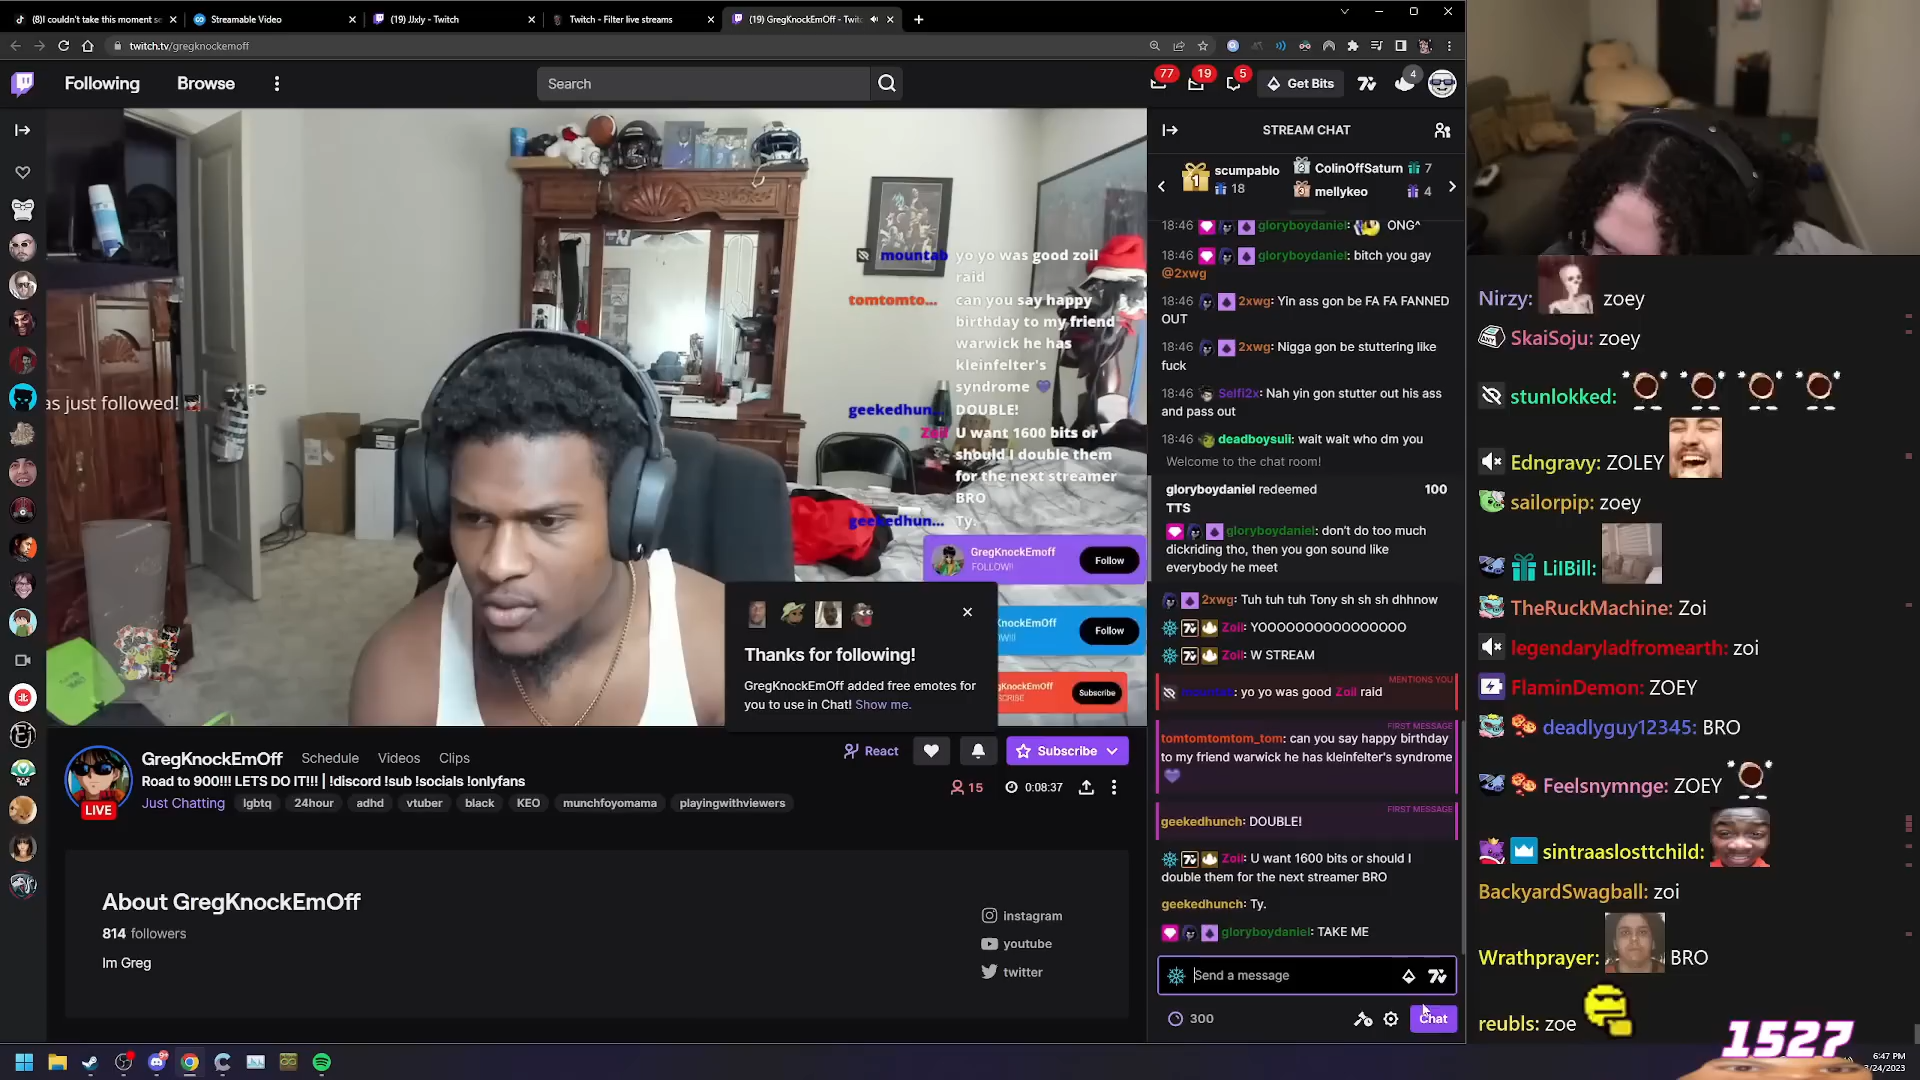 (8)I couldn't take this moment se
Streamable Video
(19) JJxly - Twitch
Twitch - Filter live streams
(19) GregKnockEmOff - Twitc
twitch.tv/gregknockemoff
Following
Browse
Search
77
19
5
Get Bits
4
STREAM CHAT
1
scumpablo
18
2
ColinOffSaturn
7
3
mellykeo
4
18:46 gloryboydaniel: ONG^
18:46 gloryboydaniel: bitch you gay
@2xwg
18:46 2xwg: Yin ass gon be FA FA FANNED
OUT
18:46 2xwg: Nigga gon be stuttering like
fuck
18:46 Selfi2x: Nah yin gon stutter out his ass
and pass out
18:46 deadboysuii: wait wait who dm you
Welcome to the chat room!
gloryboydaniel redeemed 100
TTS
gloryboydaniel: don't do too much
dickriding tho, then you gon sound like
everybody he meet
2xwg: Tuh tuh tuh Tony sh sh sh dhhnow
Zoil: YOOOOOOOOOOOOOOOO
Zoil: W STREAM
MENTIONS YOU
mountab: yo yo was good Zoil raid
FIRST MESSAGE
tomtomtomtom_tom: can you say happy birthday
to my friend warwick he has kleinfelter's syndrome
FIRST MESSAGE
geekedhunch: DOUBLE!
Zoil: U want 1600 bits or should I
double them for the next streamer BRO
geekedhunch: Ty.
gloryboydaniel: TAKE ME
Send a message
300
Chat
mountab yo yo was good zoil
raid
tomtomto... can you say happy
birthday to my friend
warwick he has
kleinfelter's
syndrome
geekedhun... DOUBLE!
Zoil U want 1600 bits or
should I double them
for the next streamer
BRO
geekedhun... Ty.
as just followed!
GregKnockEmOff
FOLLOW!!
Follow
Follow
Subscribe
Thanks for following!
GregKnockEmOff added free emotes for
you to use in Chat! Show me.
LIVE
GregKnockEmOff
Schedule
Videos
Clips
React
Subscribe
Road to 900!!! LETS DO IT!!! | !discord !sub !socials !onlyfans
Just Chatting
lgbtq
24hour
adhd
vtuber
black
KEO
munchfoyomama
playingwithviewers
15
0:08:37
About GregKnockEmOff
814 followers
Im Greg
instagram
youtube
twitter
Nirzy: zoey
SkaiSoju: zoey
stunlokked:
Edngravy: ZOLEY
sailorpip: zoey
LilBill:
TheRuckMachine: Zoi
legendaryladfromearth: zoi
FlaminDemon: ZOEY
deadlyguy12345: BRO
Feelsnymnge: ZOEY
sintraaslosttchild:
BackyardSwagball: zoi
Wrathprayer: BRO
reubls: zoe
1527
6:47 PM
3/24/2023